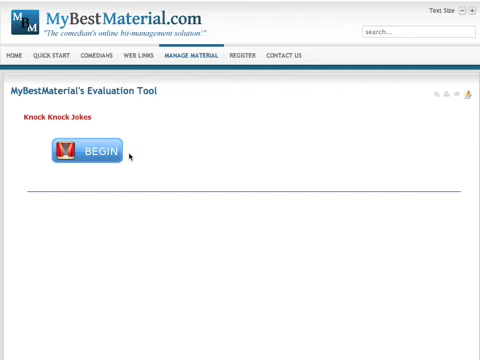 MBM MyBestMaterial.com
"The comedian's online bit-management solution!"
Text Size
search...
HOME QUICK START COMEDIANS WEB LINKS MANAGE MATERIAL REGISTER CONTACT US
MyBestMaterial's Evaluation Tool
Knock Knock Jokes
BEGIN